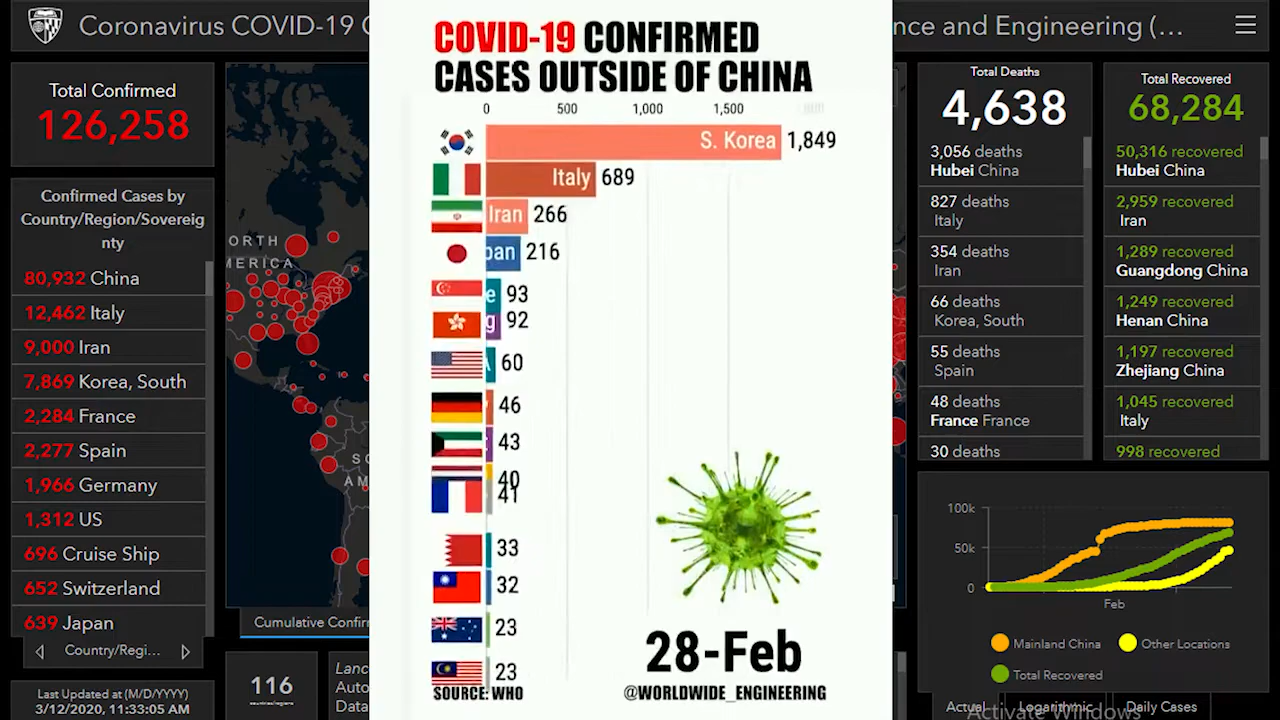 Coronavirus COVID-19
nce and Engineering (...
Total Confirmed
126,258
Confirmed Cases by
Country/Region/Sovereig
nty
80,932 China
12,462 Italy
9,000 Iran
7,869 Korea, South
2,284 France
2,277 Spain
1,966 Germany
1,312 US
696 Cruise Ship
652 Switzerland
639 Japan
Country/Regi...
Last Updated at (M/D/YYYY)
3/12/2020, 11:33:05 AM
ORTH
MERICA
Cumulative Confirm
116
countries/regions
Lanc
Auto
Data
COVID-19 CONFIRMED
CASES OUTSIDE OF CHINA
0 500 1,000 1,500
S. Korea 1,849
Italy 689
Iran 266
pan 216
e 93
g 92
60
46
43
40
41
33
32
23
23
28-Feb
SOURCE: WHO
@WORLDWIDE_ENGINEERING
Total Deaths
4,638
3,056 deaths
Hubei China
827 deaths
Italy
354 deaths
Iran
66 deaths
Korea, South
55 deaths
Spain
48 deaths
France France
30 deaths
Total Recovered
68,284
50,316 recovered
Hubei China
2,959 recovered
Iran
1,289 recovered
Guangdong China
1,249 recovered
Henan China
1,197 recovered
Zhejiang China
1,045 recovered
Italy
998 recovered
100k
50k
0
Feb
Mainland China
Other Locations
Total Recovered
Actual
Logarithmic
Daily Cases
Activate Windows